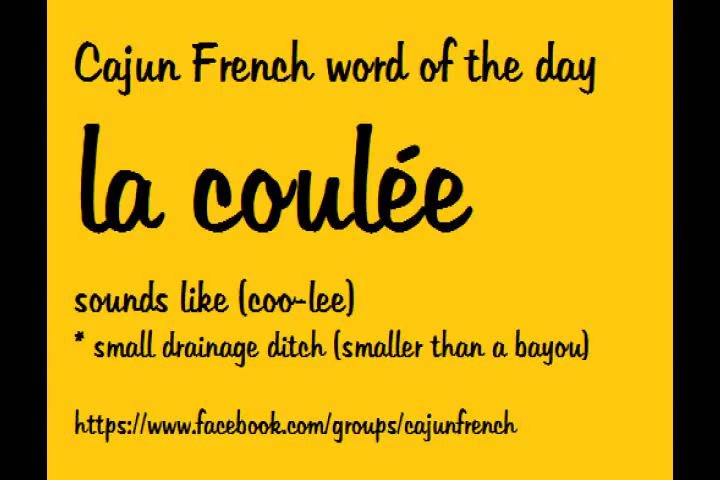 Cajun French word of the day
la coulée
sounds like (coo-lee)
* small drainage ditch (smaller than a bayou)
https://www.facebook.com/groups/cajunfrench